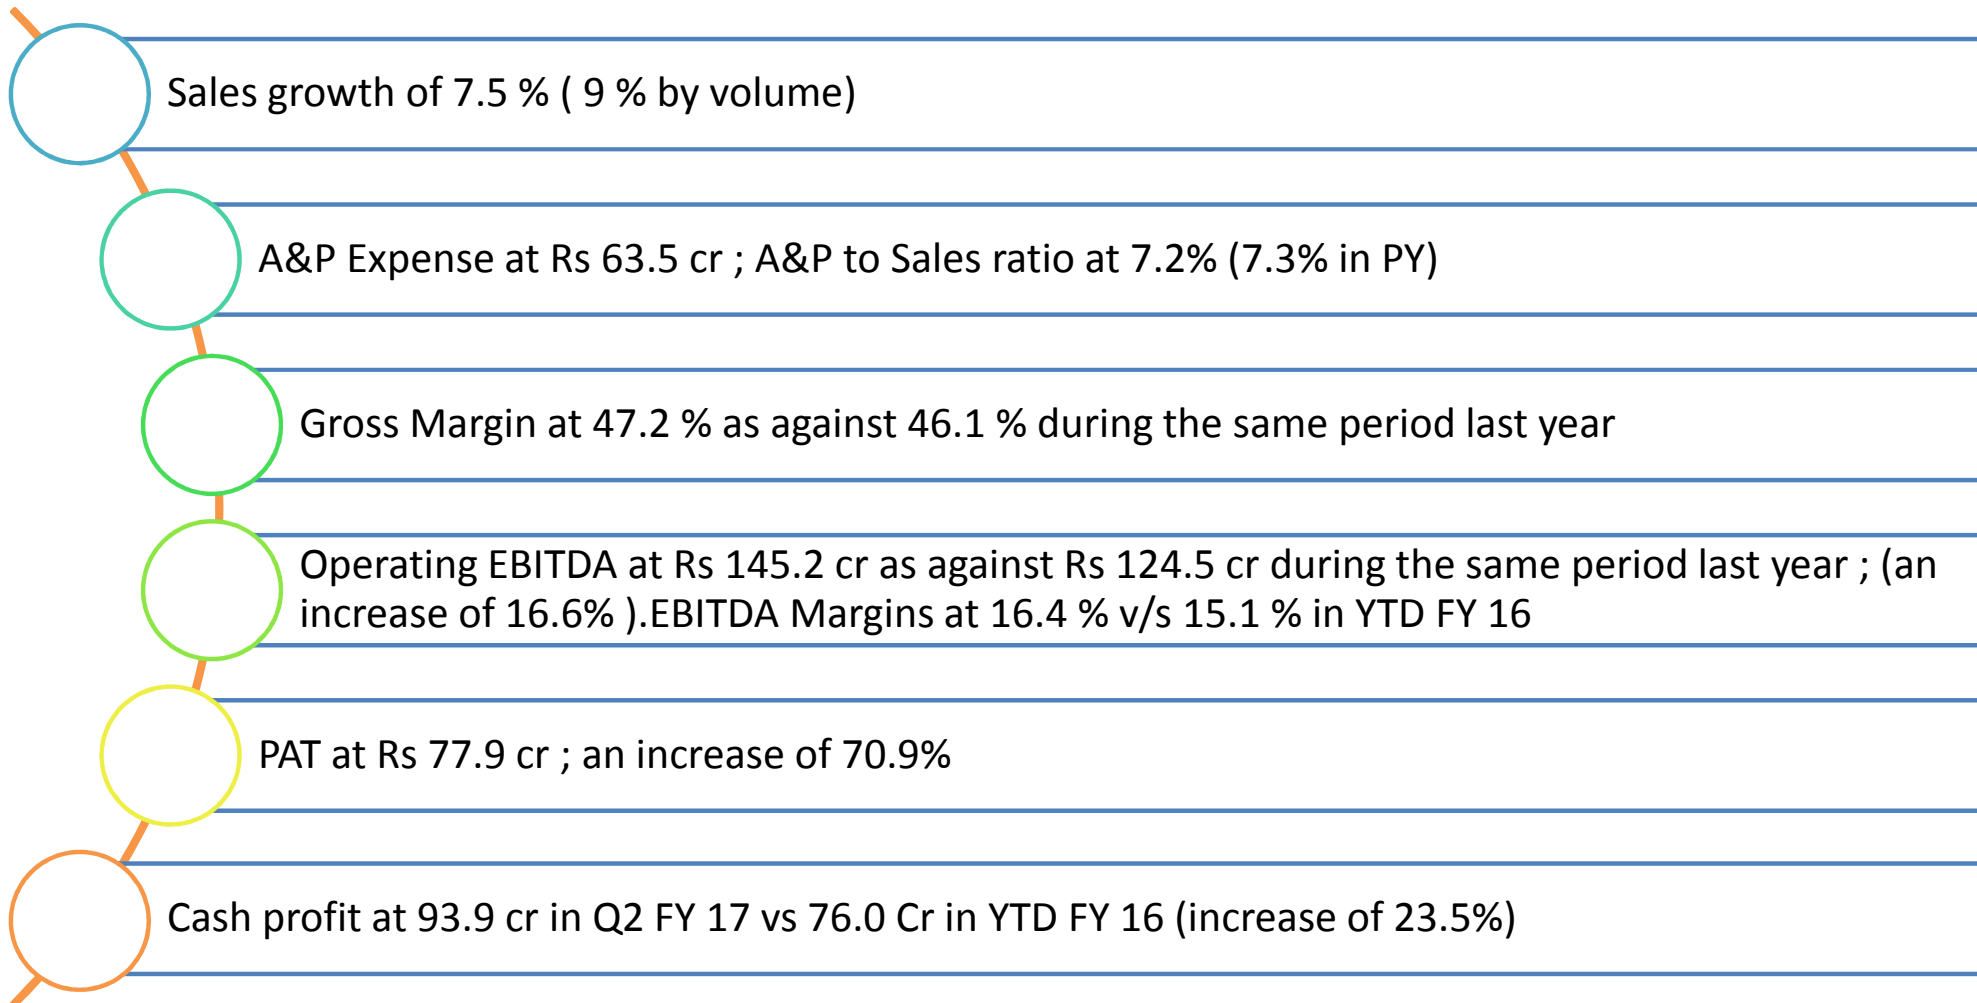 Sales growth of 7.5 % ( 9 % by volume)
A&P Expense at Rs 63.5 cr ; A&P to Sales ratio at 7.2% (7.3% in PY)
Gross Margin at 47.2 % as against 46.1 % during the same period last year
Operating EBITDA at Rs 145.2 cr as against Rs 124.5 cr during the same period last year ; (an
increase of 16.6% ).EBITDA Margins at 16.4 % v/s 15.1 % in YTD FY 16
PAT at Rs 77.9 cr ; an increase of 70.9%
Cash profit at 93.9 cr in Q2 FY 17 vs 76.0 Cr in YTD FY 16 (increase of 23.5%)